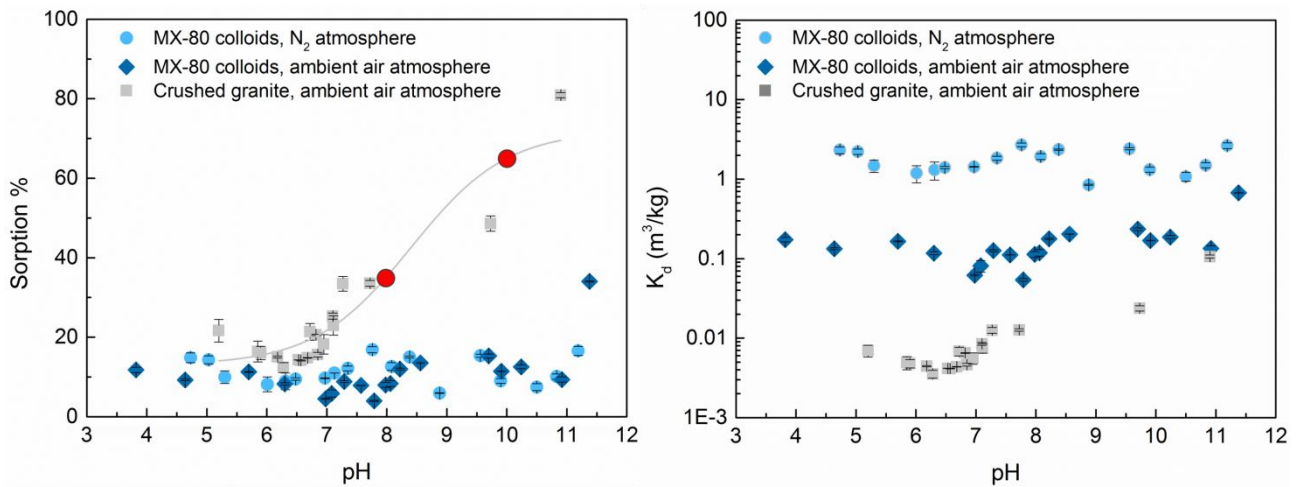 MX-80 colloids, N₂ atmosphere
MX-80 colloids, ambient air atmosphere
Crushed granite, ambient air atmosphere
100
80
60
40
20
0
Sorption %
3 4 5 6 7 8 9 10 11 12
pH
MX-80 colloids, N₂ atmosphere
MX-80 colloids, ambient air atmosphere
Crushed granite, ambient air atmosphere
100
10
1
0.1
0.01
1E-3
K_d (m³/kg)
3 4 5 6 7 8 9 10 11 12
pH